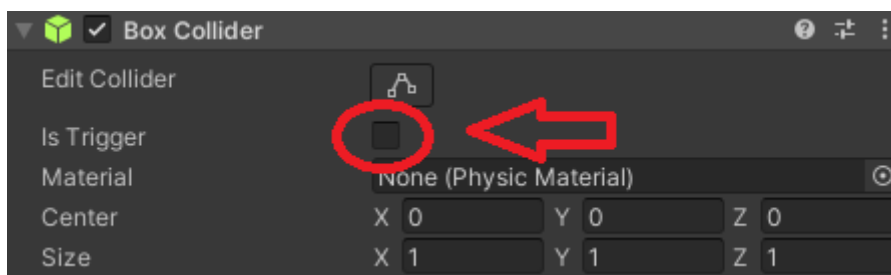 Box Collider
Edit Collider
Is Trigger
Material None (Physic Material)
Center X 0 Y 0 Z 0
Size X 1 Y 1 Z 1